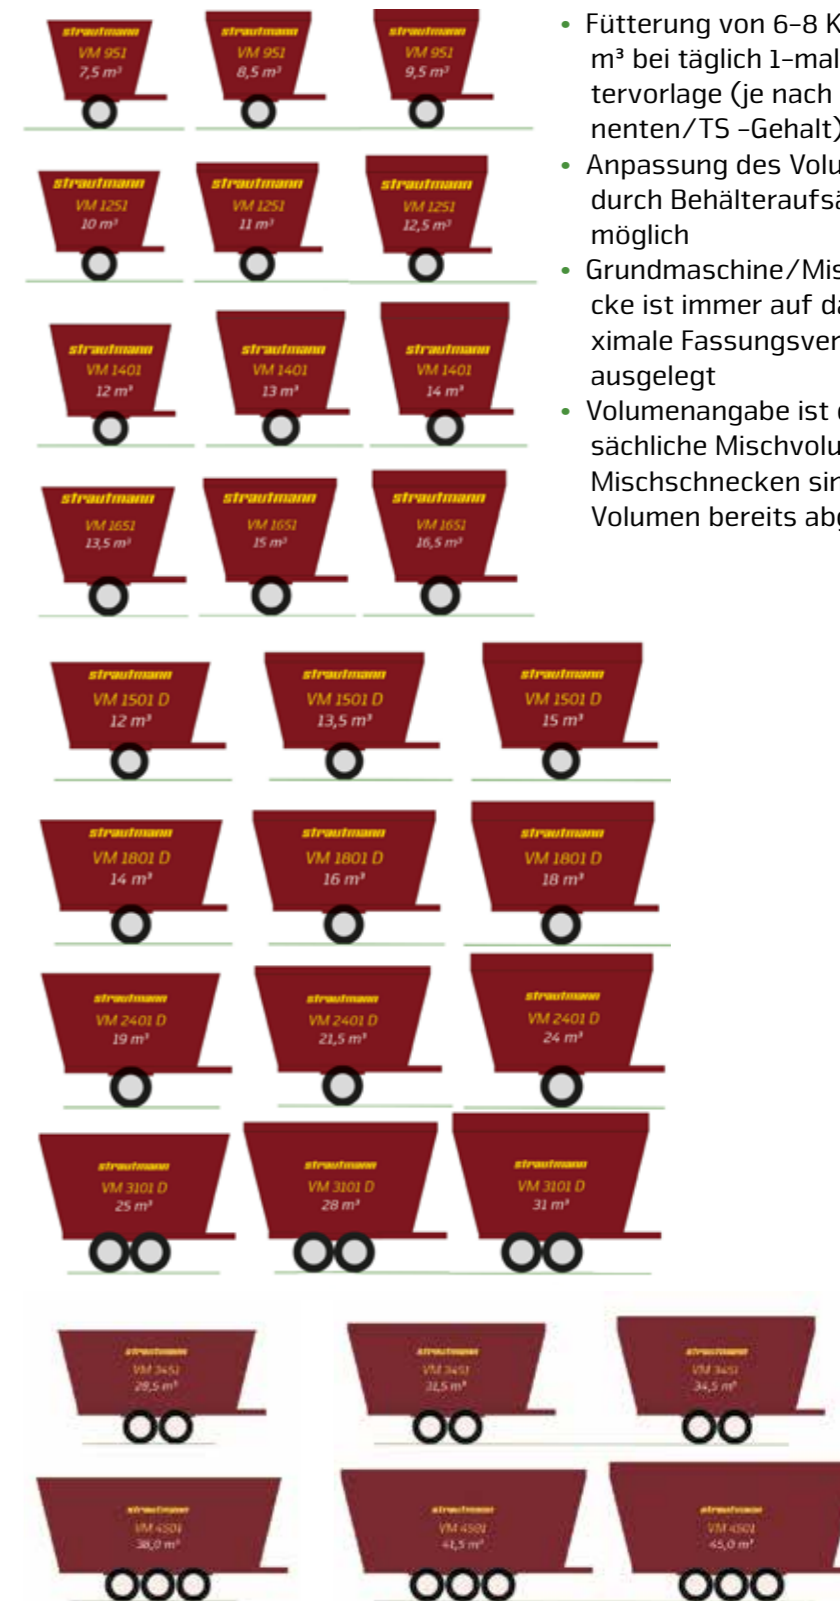 strautmann
VM 951
7,5 m³
strautmann
VM 951
8,5 m³
strautmann
VM 951
9,5 m³
strautmann
VM 1251
10 m³
strautmann
VM 1251
11 m³
strautmann
VM 1251
12,5 m³
strautmann
VM 1401
12 m³
strautmann
VM 1401
13 m³
strautmann
VM 1401
14 m³
strautmann
VM 1651
13,5 m³
strautmann
VM 1651
15 m³
strautmann
VM 1651
16,5 m³
• Fütterung von 6-8 K
m³ bei täglich 1-mal
tervorlage (je nach
nenten/TS -Gehalt)
• Anpassung des Volu
durch Behälteraufsä
möglich
• Grundmaschine/Mis
cke ist immer auf da
ximale Fassungsver
ausgelegt
• Volumenangabe ist
sächliche Mischvolu
Mischschnecken sin
Volumen bereits abg
strautmann
VM 1501 D
12 m³
strautmann
VM 1501 D
13,5 m³
strautmann
VM 1501 D
15 m³
strautmann
VM 1801 D
14 m³
strautmann
VM 1801 D
16 m³
strautmann
VM 1801 D
18 m³
strautmann
VM 2401 D
19 m³
strautmann
VM 2401 D
21,5 m³
strautmann
VM 2401 D
24 m³
strautmann
VM 3101 D
25 m³
strautmann
VM 3101 D
28 m³
strautmann
VM 3101 D
31 m³
strautmann
VM 3451
28,5 m³
strautmann
VM 3451
31,5 m³
strautmann
VM 3451
34,5 m³
strautmann
VM 4501
38,0 m³
strautmann
VM 4501
41,5 m³
strautmann
VM 4501
45,0 m³